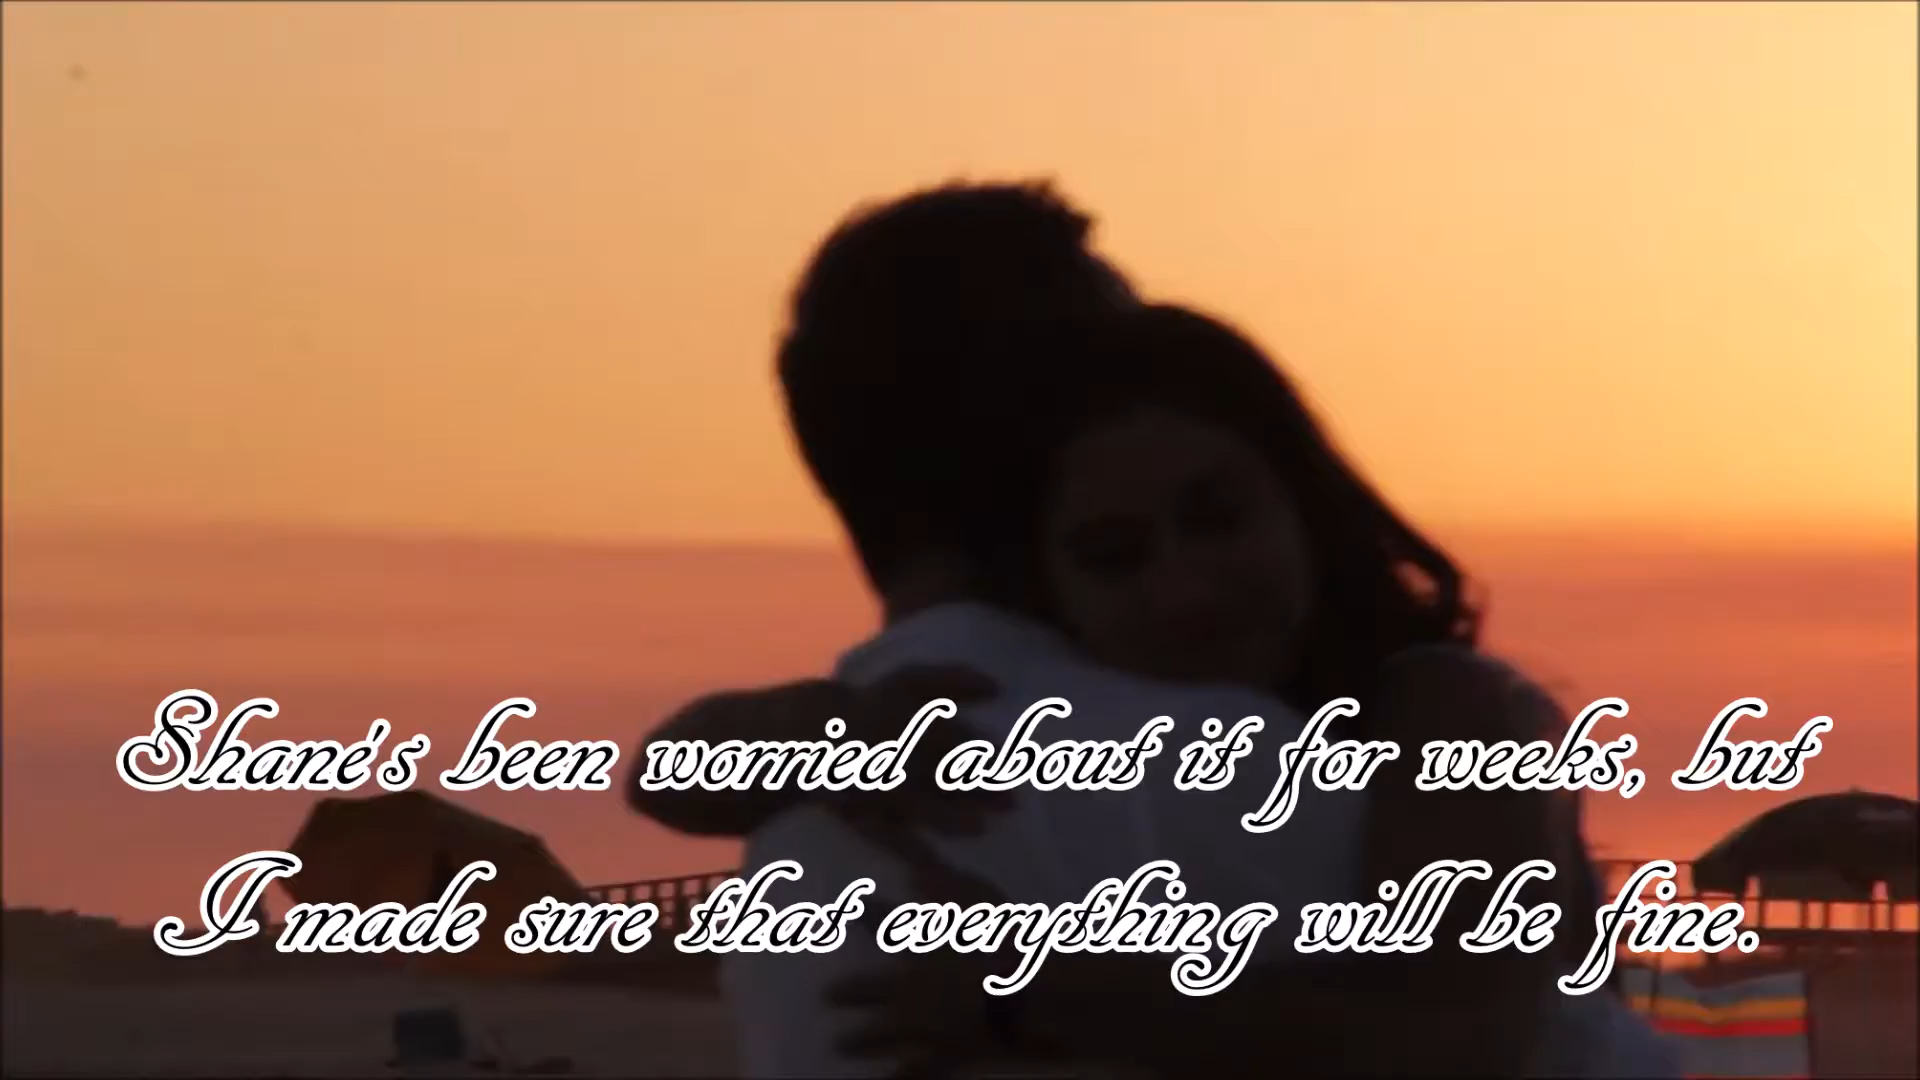 Shane's been worried about it for weeks, but
I made sure that everything will be fine.